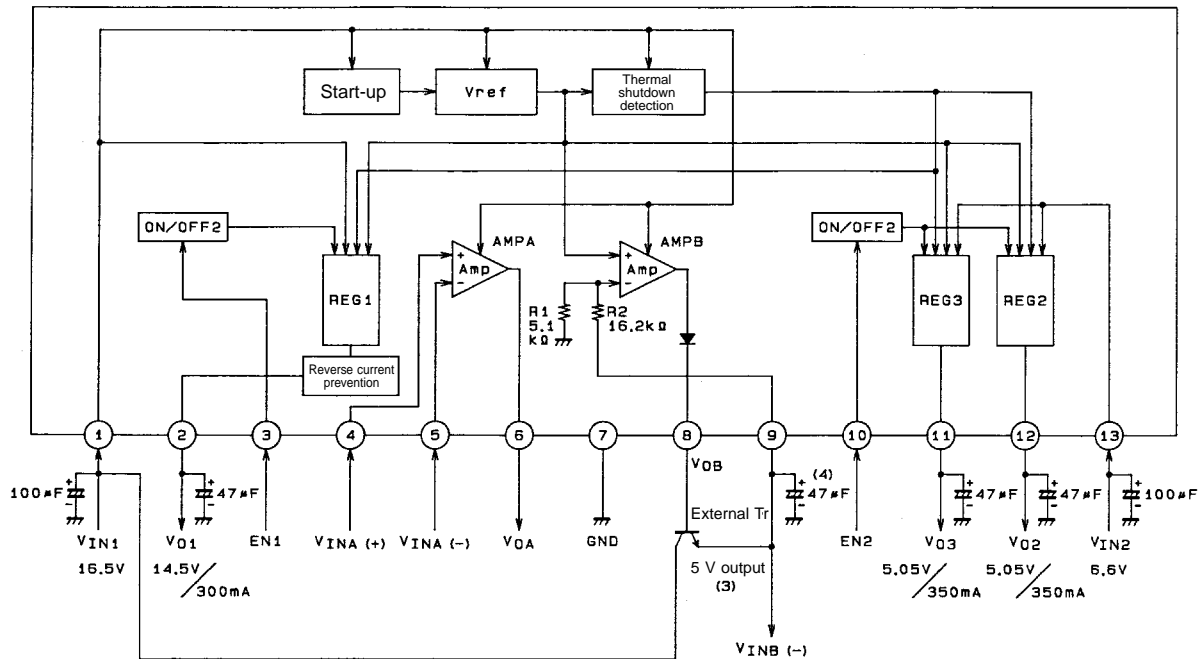 Start-up
Vref
Thermal
shutdown
detection
ON/OFF2
REG1
Reverse current
prevention
AMPA
+
Amp
-
AMPB
+
Amp
-
R1
5.1
kΩ
R2
16.2kΩ
ON/OFF2
REG3
REG2
1
2
3
4
5
6
7
8
9
10
11
12
13
100μF
+
-
VIN1
16.5V
+
47μF
-
VO1
14.5V
/
300mA
EN1
VINA (+)
VINA (-)
VOA
GND
VOB
External Tr
5 V output
(3)
(4)
+
47μF
-
VINB (-)
EN2
+
47μF
-
VO3
5.05V
/
350mA
+
47μF
-
VO2
5.05V
/
350mA
+
100μF
-
VIN2
6.6V